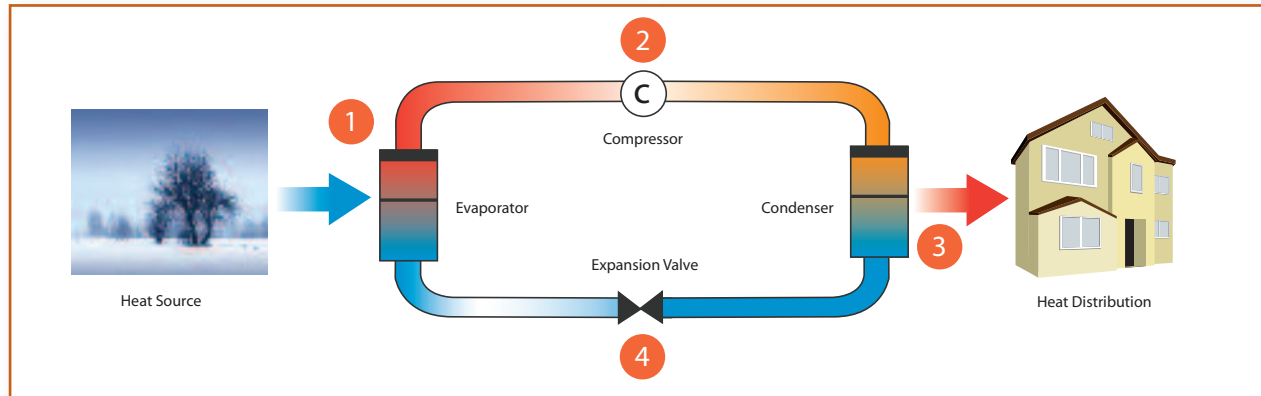 2
C
1
Compressor
Evaporator
Condenser
3
Expansion Valve
Heat Source
Heat Distribution
4